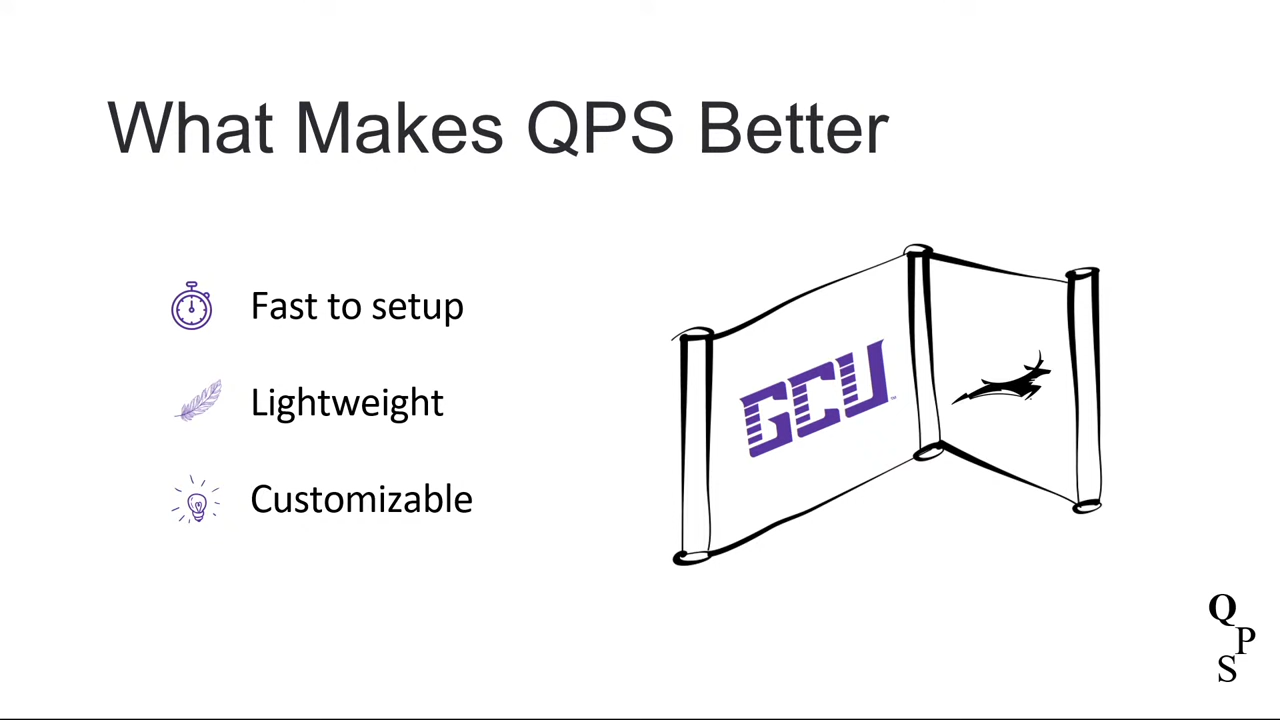 What Makes QPS Better
Fast to setup
Lightweight
Customizable
GCU
Q
P
S